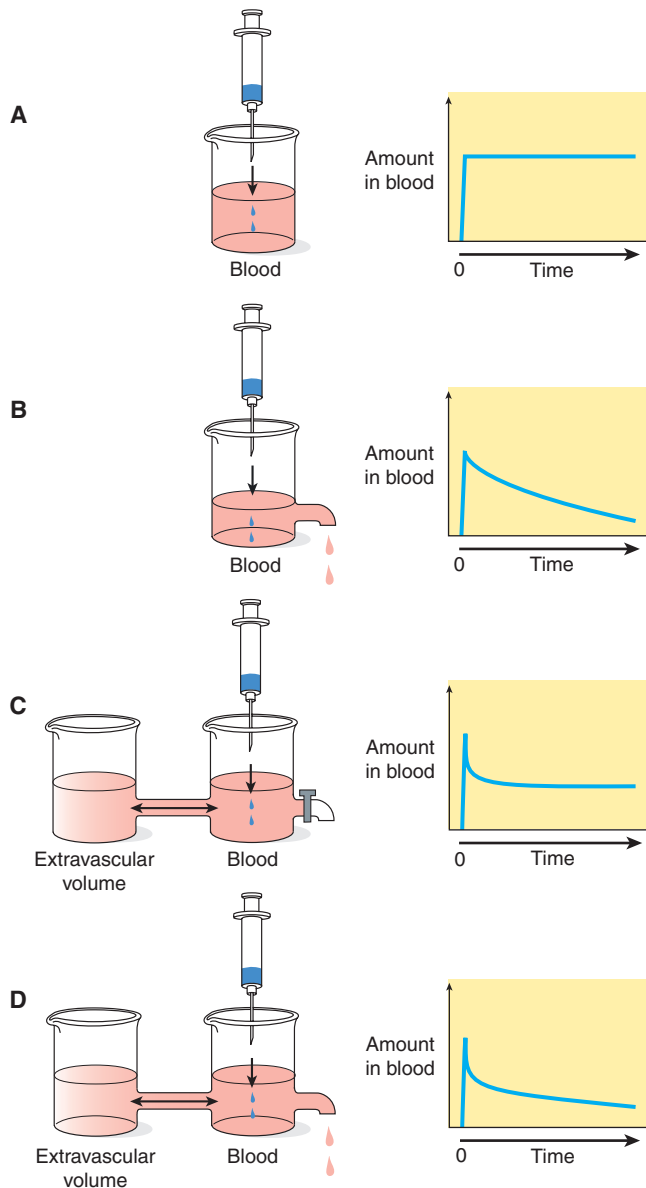 A
Amount
in blood
Blood
0
Time
B
Amount
in blood
Blood
0
Time
C
Amount
in blood
Extravascular
volume
Blood
0
Time
D
Amount
in blood
Extravascular
volume
Blood
0
Time